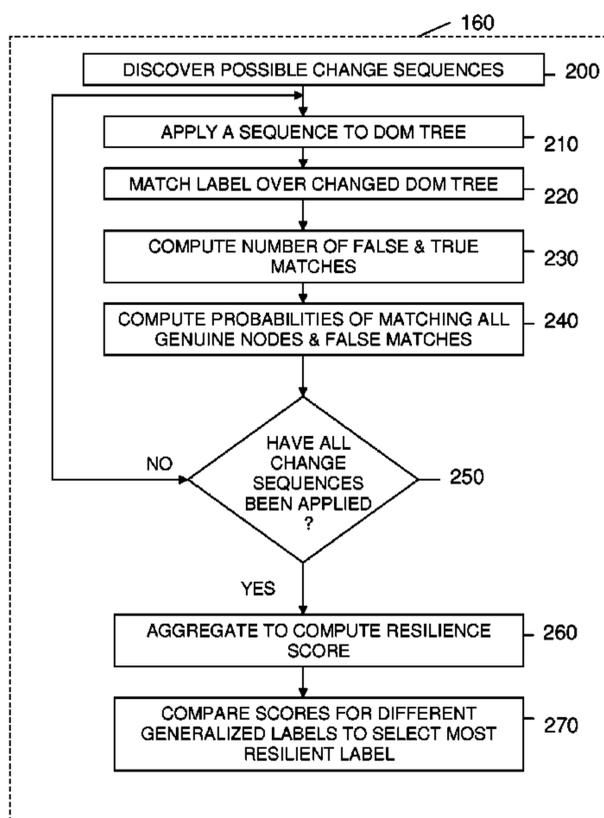 160
DISCOVER POSSIBLE CHANGE SEQUENCES
200
APPLY A SEQUENCE TO DOM TREE
210
MATCH LABEL OVER CHANGED DOM TREE
220
COMPUTE NUMBER OF FALSE & TRUE
MATCHES
230
COMPUTE PROBABILITIES OF MATCHING ALL
GENUINE NODES & FALSE MATCHES
240
HAVE ALL
CHANGE
SEQUENCES
BEEN APPLIED
?
250
NO
YES
AGGREGATE TO COMPUTE RESILIENCE
SCORE
260
COMPARE SCORES FOR DIFFERENT
GENERALIZED LABELS TO SELECT MOST
RESILIENT LABEL
270